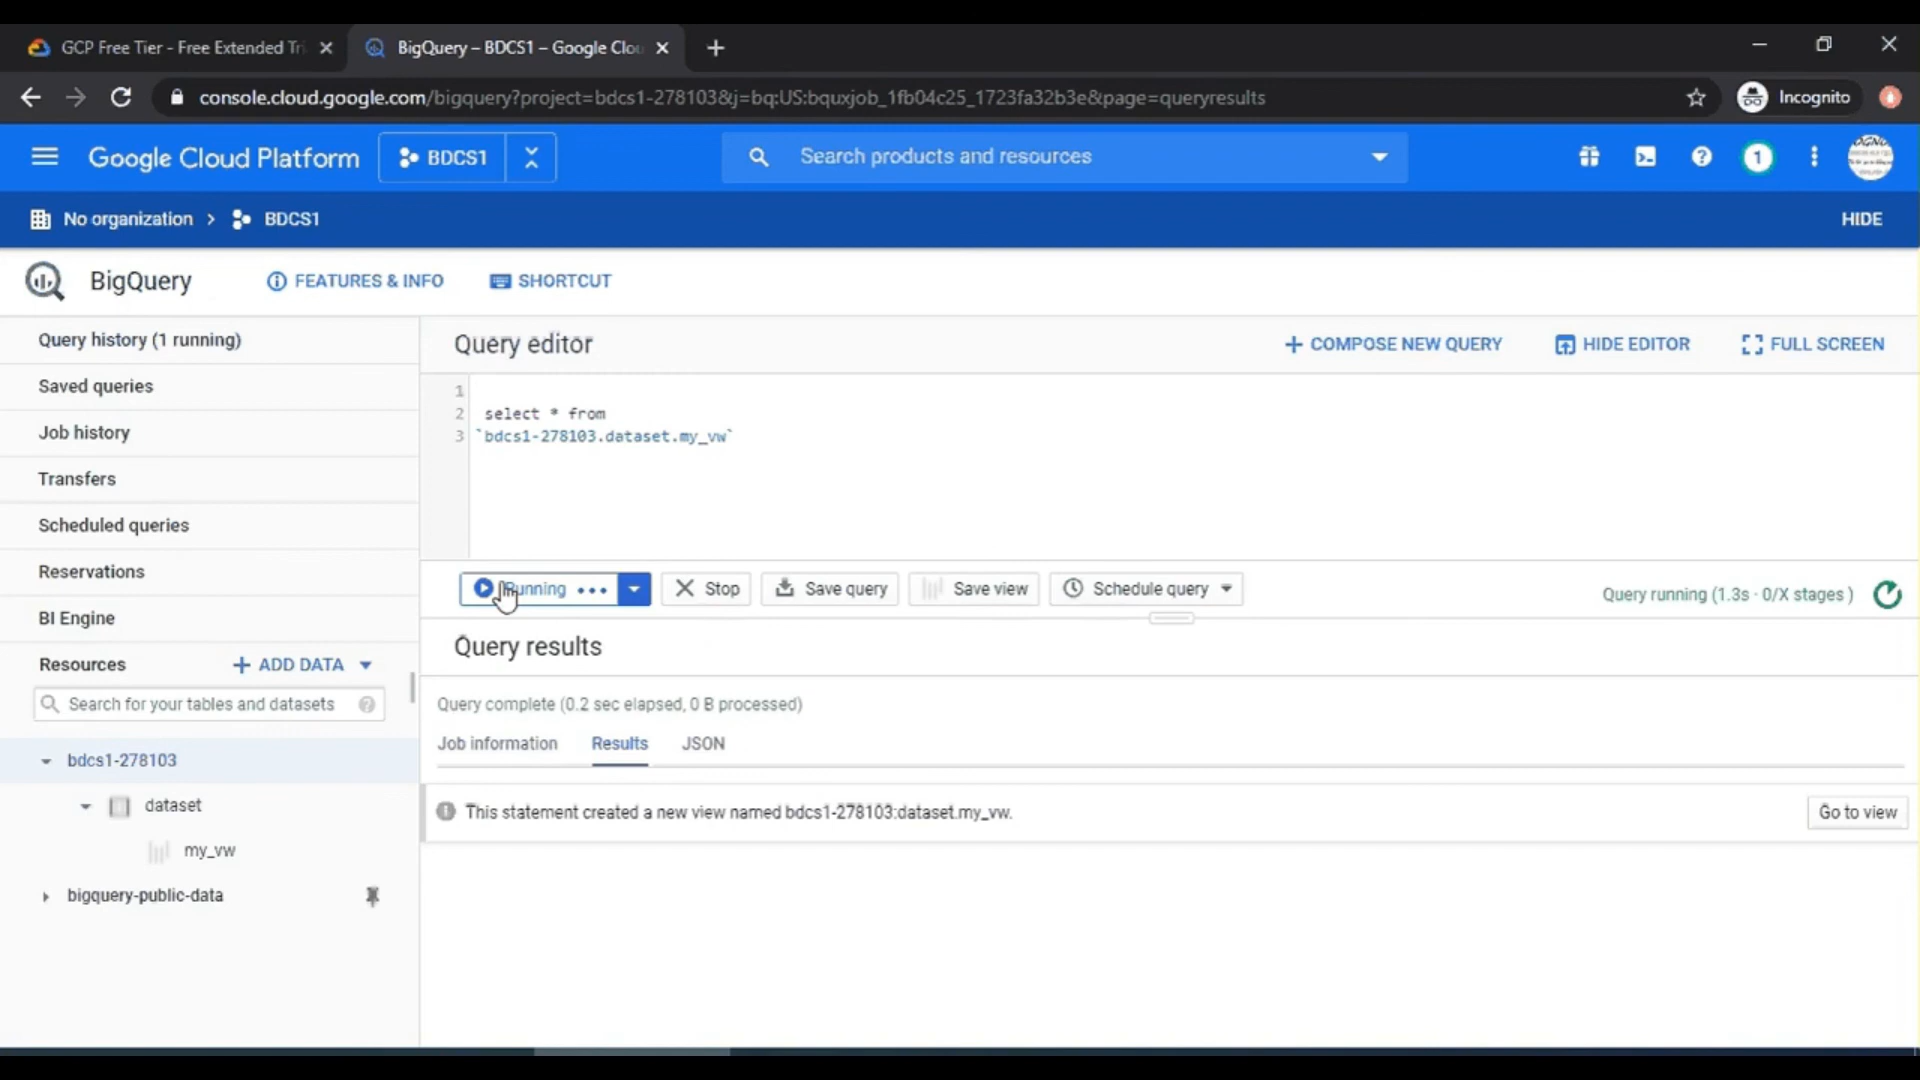 GCP Free Tier - Free Extended Tri
BigQuery – BDCS1 – Google Clou
console.cloud.google.com/bigquery?project=bdcs1-278103&j=bq:US:bquxjob_1fb04c25_1723fa32b3e&page=queryresults
Incognito
Google Cloud Platform
BDCS1
Search products and resources
1
No organization
BDCS1
HIDE
BigQuery
FEATURES & INFO
SHORTCUT
Query history (1 running)
Saved queries
Job history
Transfers
Scheduled queries
Reservations
BI Engine
Resources
+ ADD DATA
Search for your tables and datasets
bdcs1-278103
dataset
my_vw
bigquery-public-data
Query editor
+ COMPOSE NEW QUERY
HIDE EDITOR
FULL SCREEN
1
2 select * from
3 `bdcs1-278103.dataset.my_vw`
Running
Stop
Save query
Save view
Schedule query
Query running (1.3s · 0/X stages )
Query results
Query complete (0.2 sec elapsed, 0 B processed)
Job information
Results
JSON
This statement created a new view named bdcs1-278103:dataset.my_vw.
Go to view